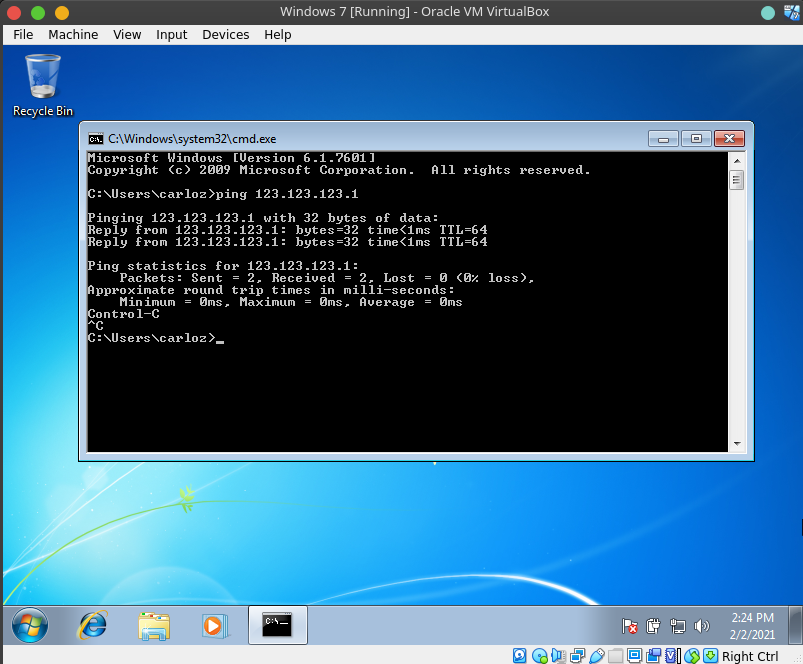 Windows 7 [Running] - Oracle VM VirtualBox
File Machine View Input Devices Help
Recycle Bin
C:\Windows\system32\cmd.exe
Microsoft Windows [Version 6.1.7601]
Copyright (c) 2009 Microsoft Corporation.  All rights reserved.
C:\Users\carloz>ping 123.123.123.1
Pinging 123.123.123.1 with 32 bytes of data:
Reply from 123.123.123.1: bytes=32 time<1ms TTL=64
Reply from 123.123.123.1: bytes=32 time<1ms TTL=64
Ping statistics for 123.123.123.1:
    Packets: Sent = 2, Received = 2, Lost = 0 (0% loss),
Approximate round trip times in milli-seconds:
    Minimum = 0ms, Maximum = 0ms, Average = 0ms
Control-C
^C
C:\Users\carloz>_
2:24 PM
2/2/2021
Right Ctrl